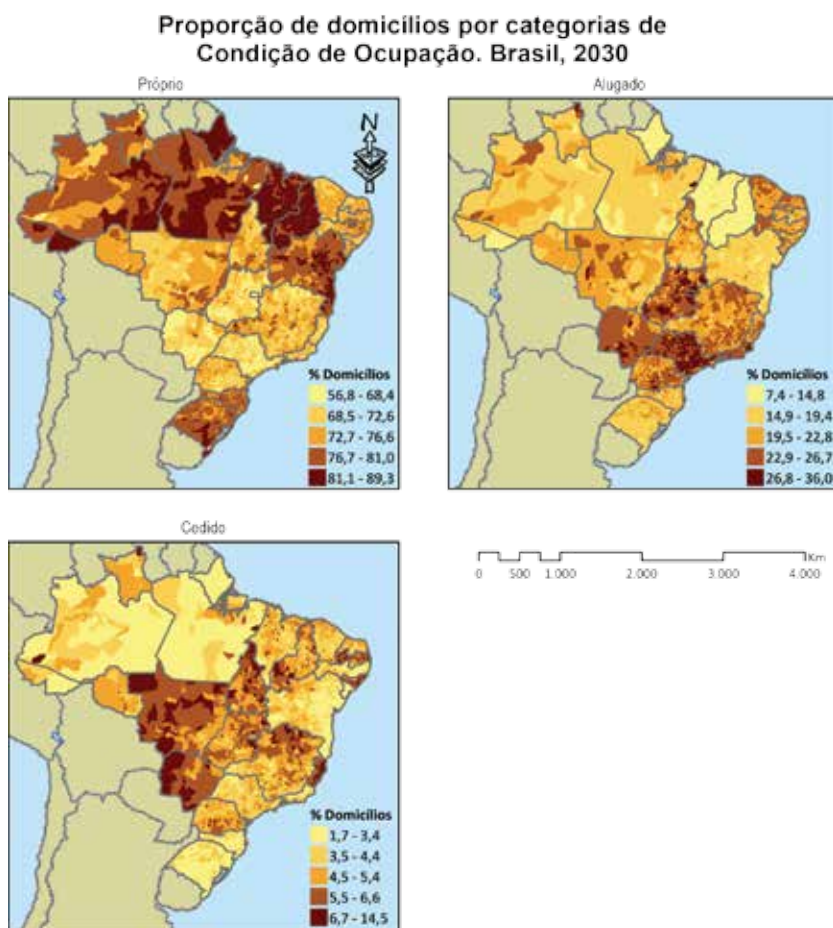 Proporção de domicílios por categorias de
Condição de Ocupação. Brasil, 2030
Próprio
N
% Domicílios
56,8 - 68,4
68,5 - 72,6
72,7 - 76,6
76,7 - 81,0
81,1 - 89,3
Alugado
% Domicílios
7,4 - 14,8
14,9 - 19,4
19,5 - 22,8
22,9 - 26,7
26,8 - 36,0
Cedido
% Domicílios
1,7 - 3,4
3,5 - 4,4
4,5 - 5,4
5,5 - 6,6
6,7 - 14,5
Km
0 500 1.000 2.000 3.000 4.000